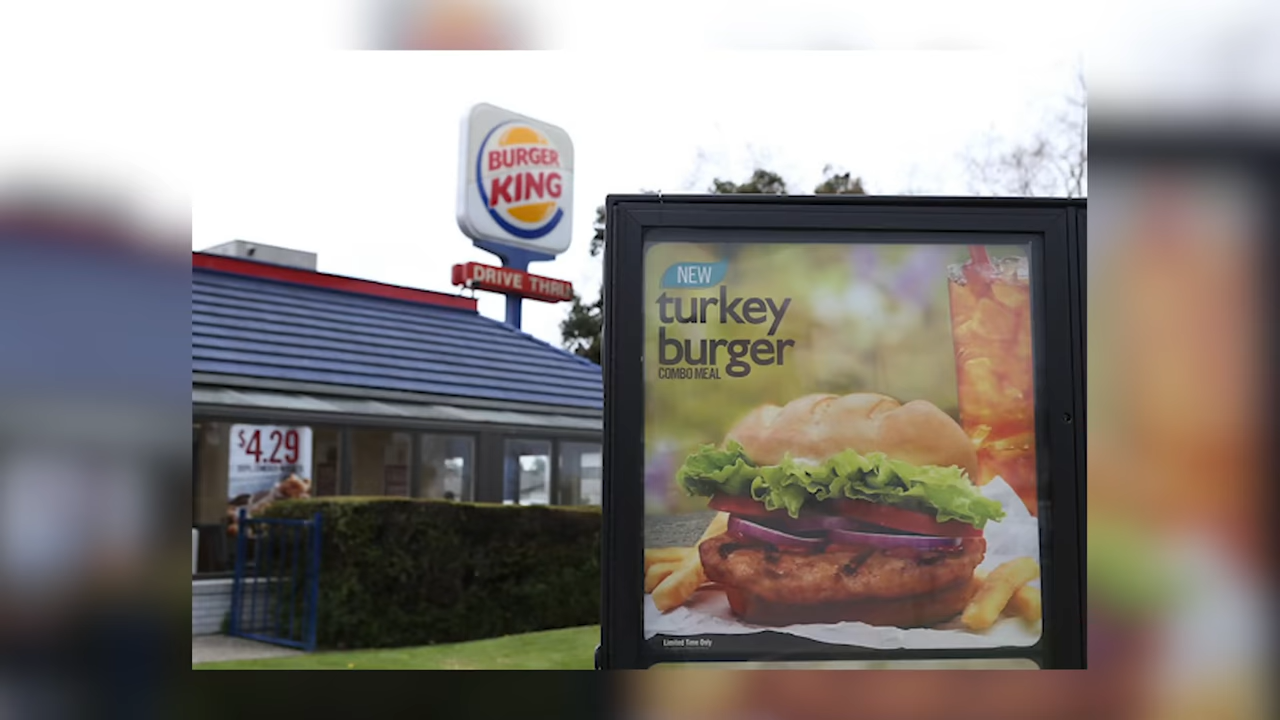 BURGER
KING
DRIVE THRU
$4.29
NEW
turkey
burger
COMBO MEAL
Limited Time Only